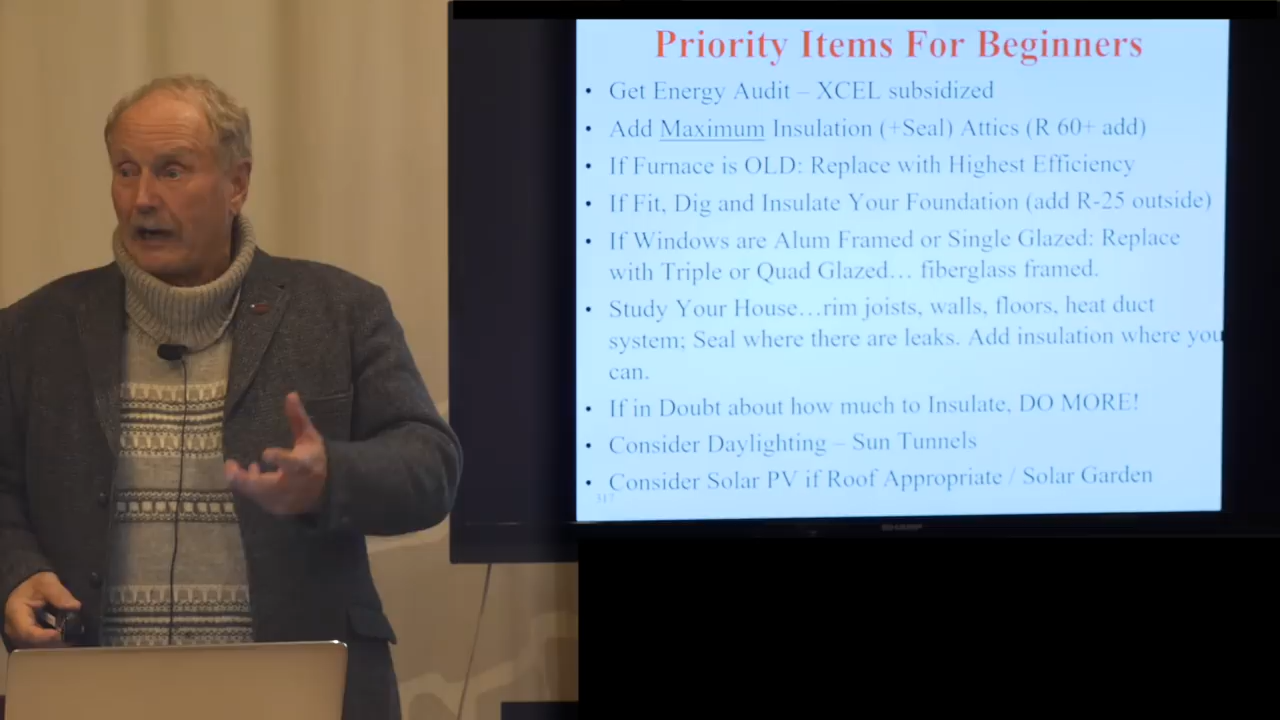 Priority Items For Beginners
• Get Energy Audit – XCEL subsidized
• Add Maximum Insulation (+Seal) Attics (R 60+ add)
• If Furnace is OLD: Replace with Highest Efficiency
• If Fit, Dig and Insulate Your Foundation (add R-25 outside)
• If Windows are Alum Framed or Single Glazed: Replace
with Triple or Quad Glazed… fiberglass framed.
• Study Your House…rim joists, walls, floors, heat duct
system; Seal where there are leaks. Add insulation where you
can.
• If in Doubt about how much to Insulate, DO MORE!
• Consider Daylighting – Sun Tunnels
• Consider Solar PV if Roof Appropriate / Solar Garden
SHARP